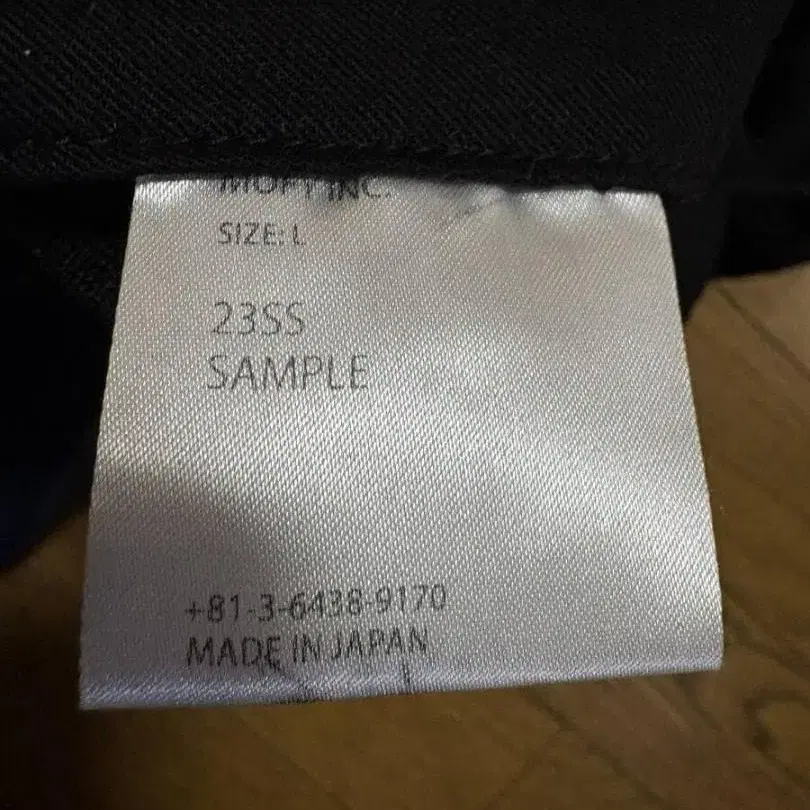 INC.
SIZE: L
23SS
SAMPLE
+81-3-6438-9170
MADE IN JAPAN